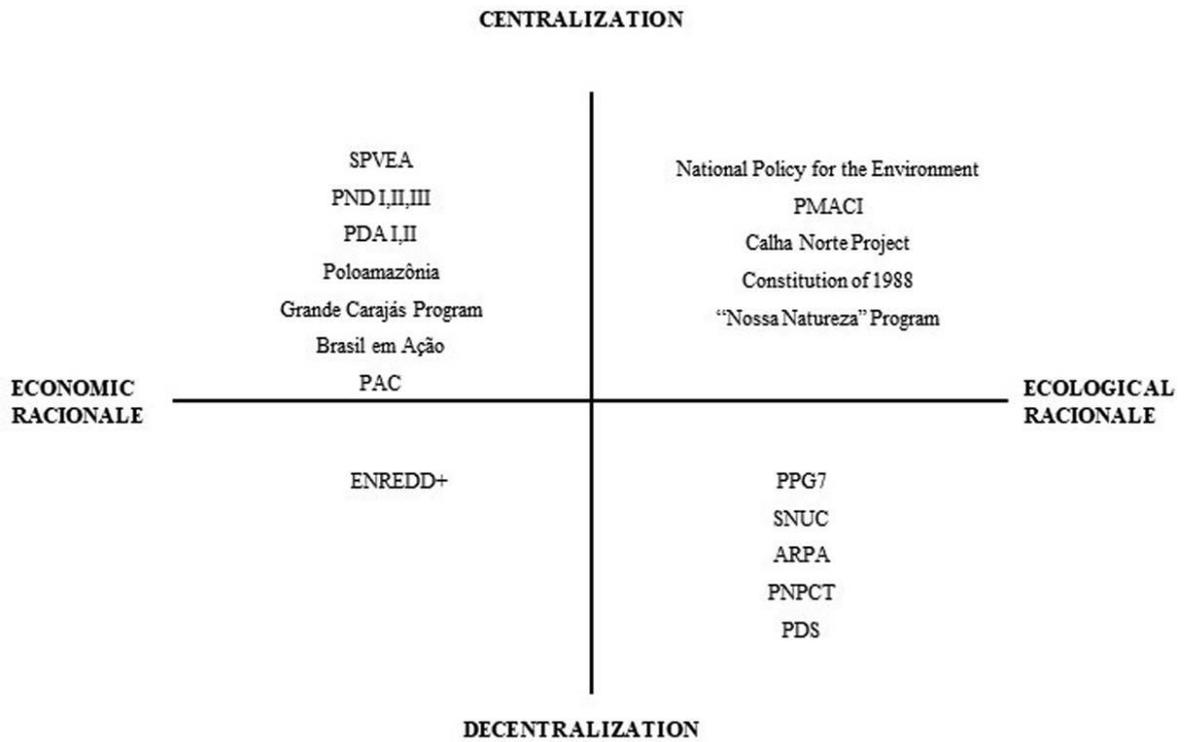 CENTRALIZATION
SPVEA
PND I,II,III
PDA I,II
Poloamazônia
Grande Carajás Program
Brasil em Ação
PAC
National Policy for the Environment
PMACI
Calha Norte Project
Constitution of 1988
“Nossa Natureza” Program
ECONOMIC
RACIONALE
ECOLOGICAL
RACIONALE
ENREDD+
PPG7
SNUC
ARPA
PNPCT
PDS
DECENTRALIZATION